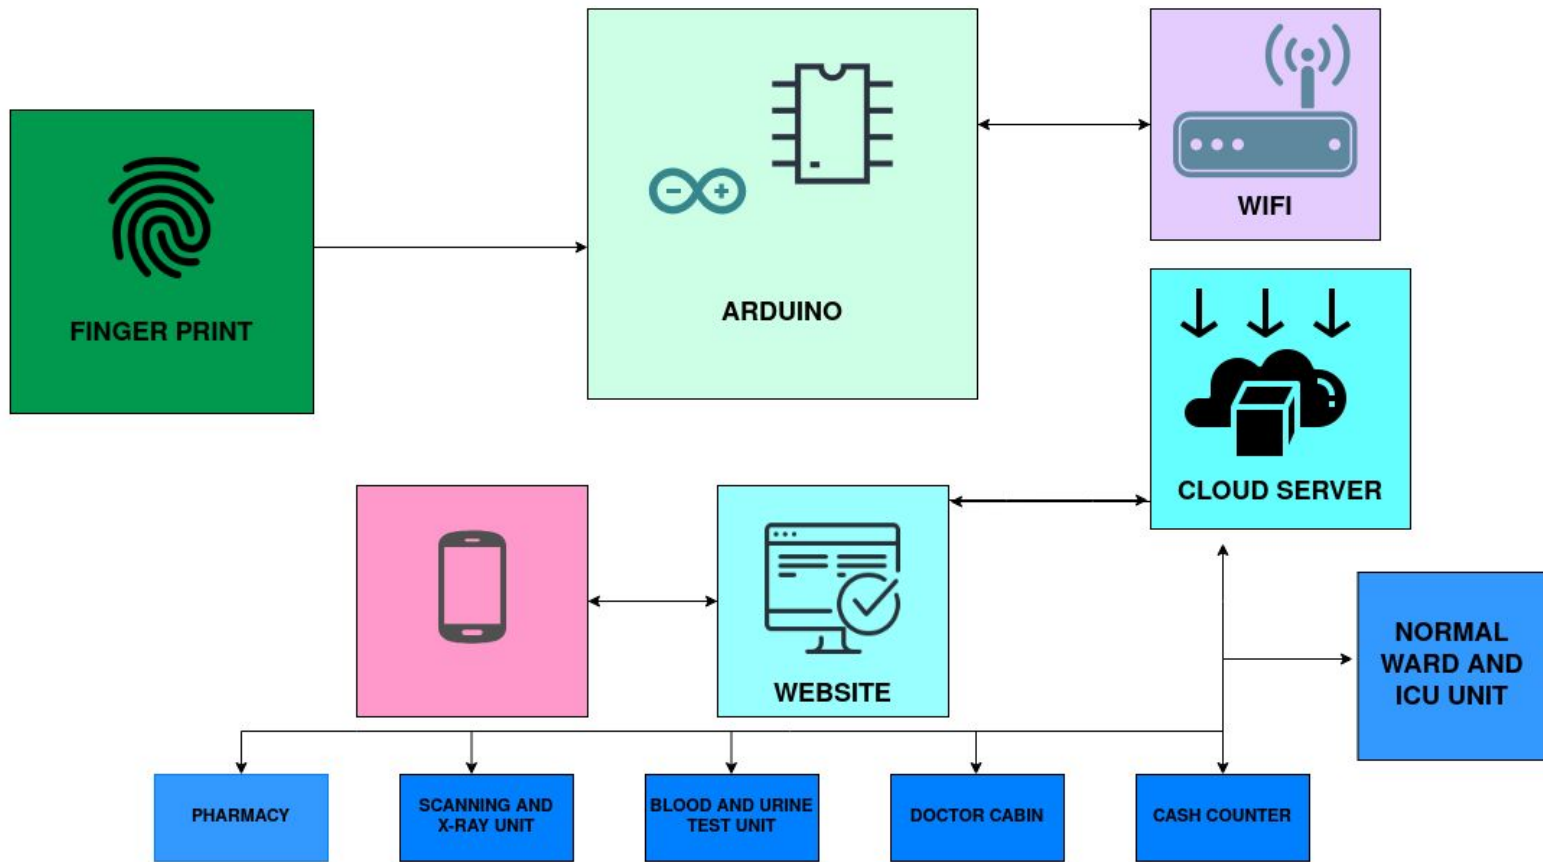 WIFI
FINGER PRINT
ARDUINO
CLOUD SERVER
WEBSITE
NORMAL
WARD AND
ICU UNIT
PHARMACY
SCANNING AND
X-RAY UNIT
BLOOD AND URINE
TEST UNIT
DOCTOR CABIN
CASH COUNTER